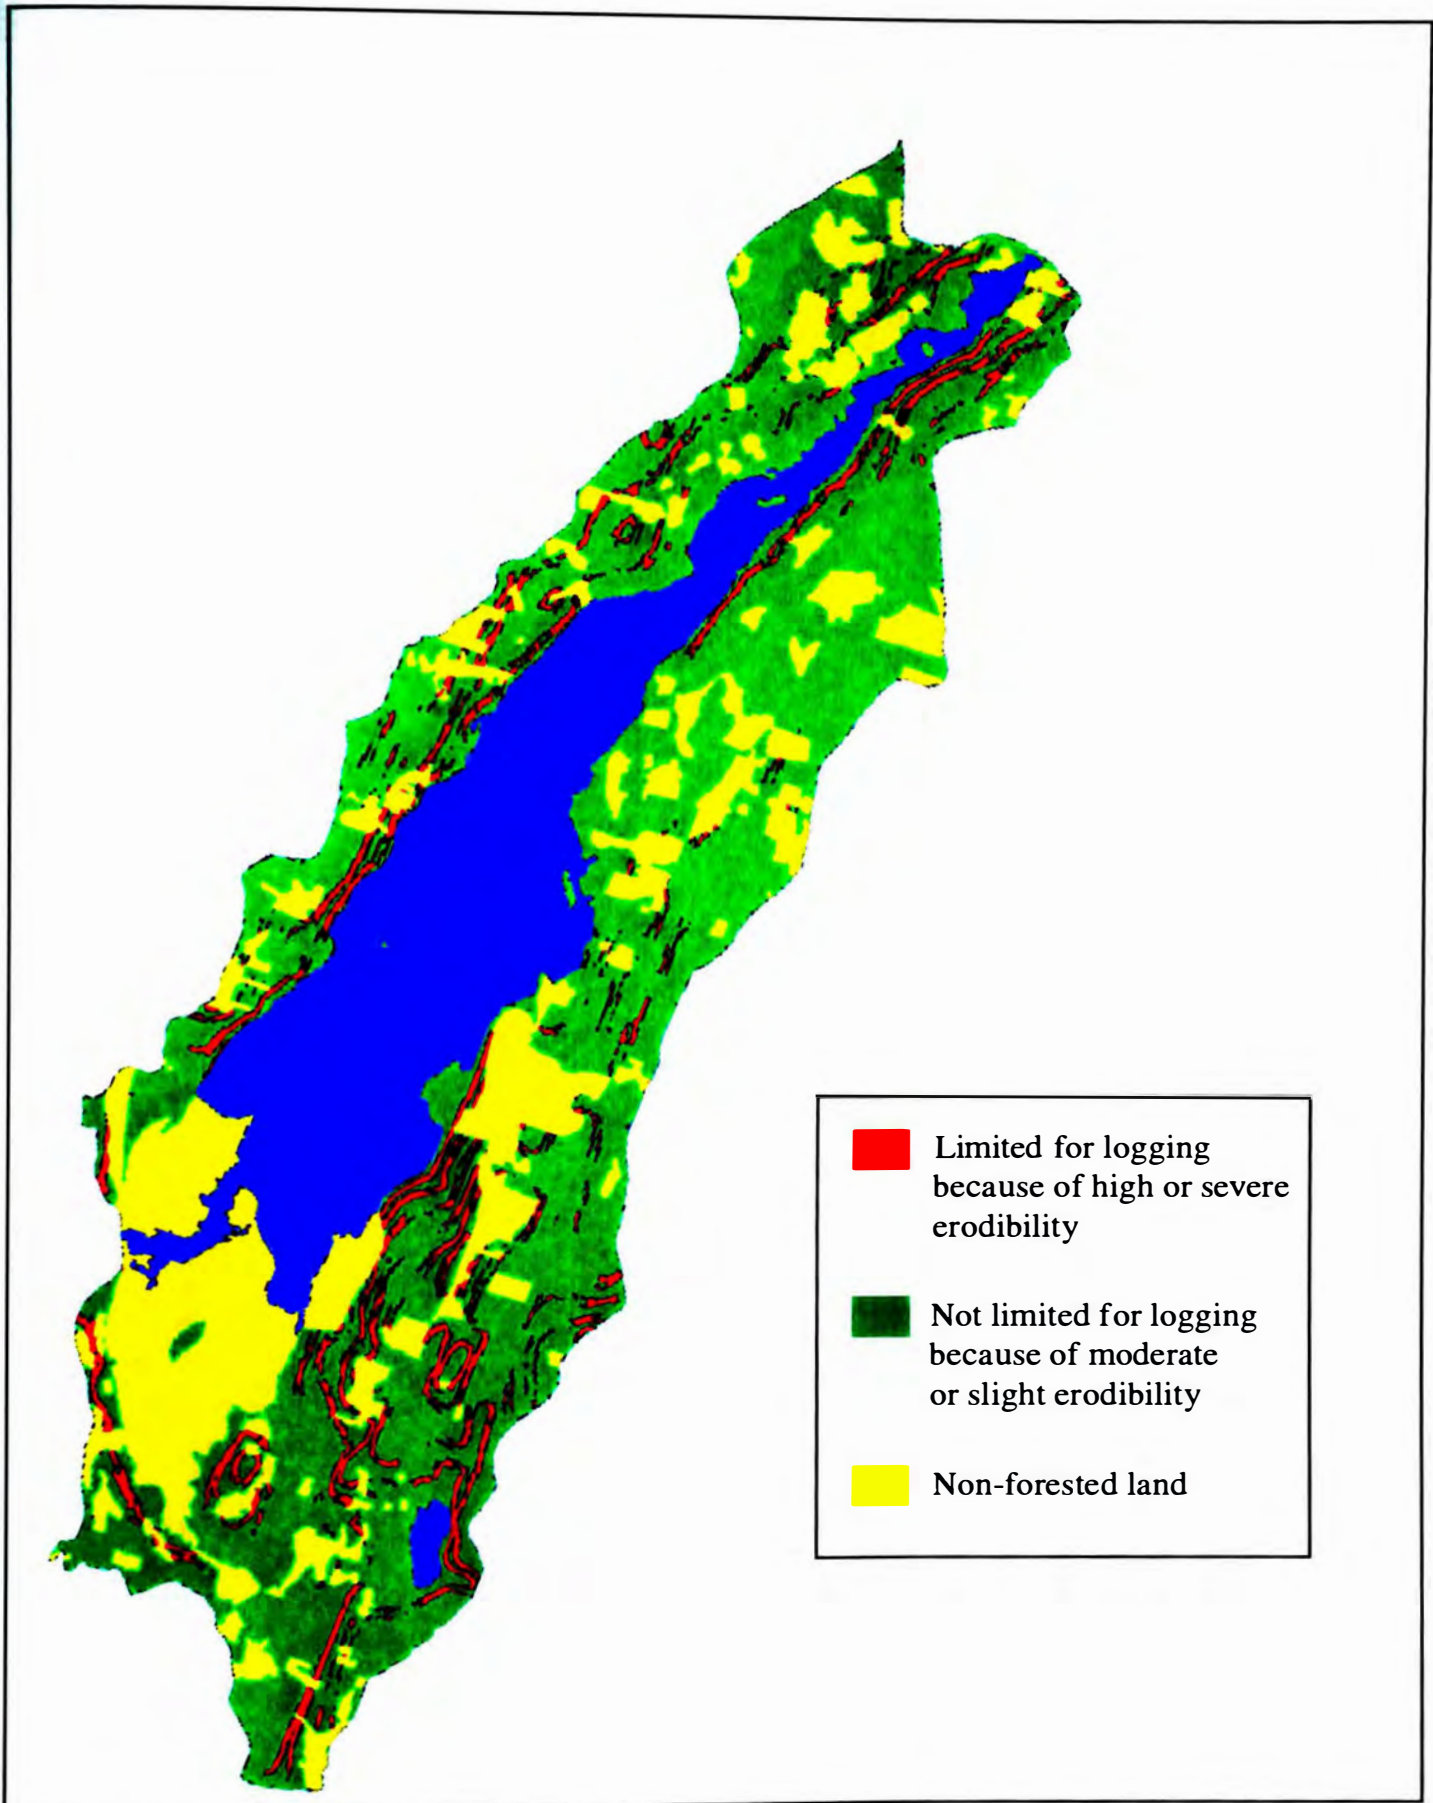 Limited for logging
because of high or severe
erodibility
Not limited for logging
because of moderate
or slight erodibility
Non-forested land